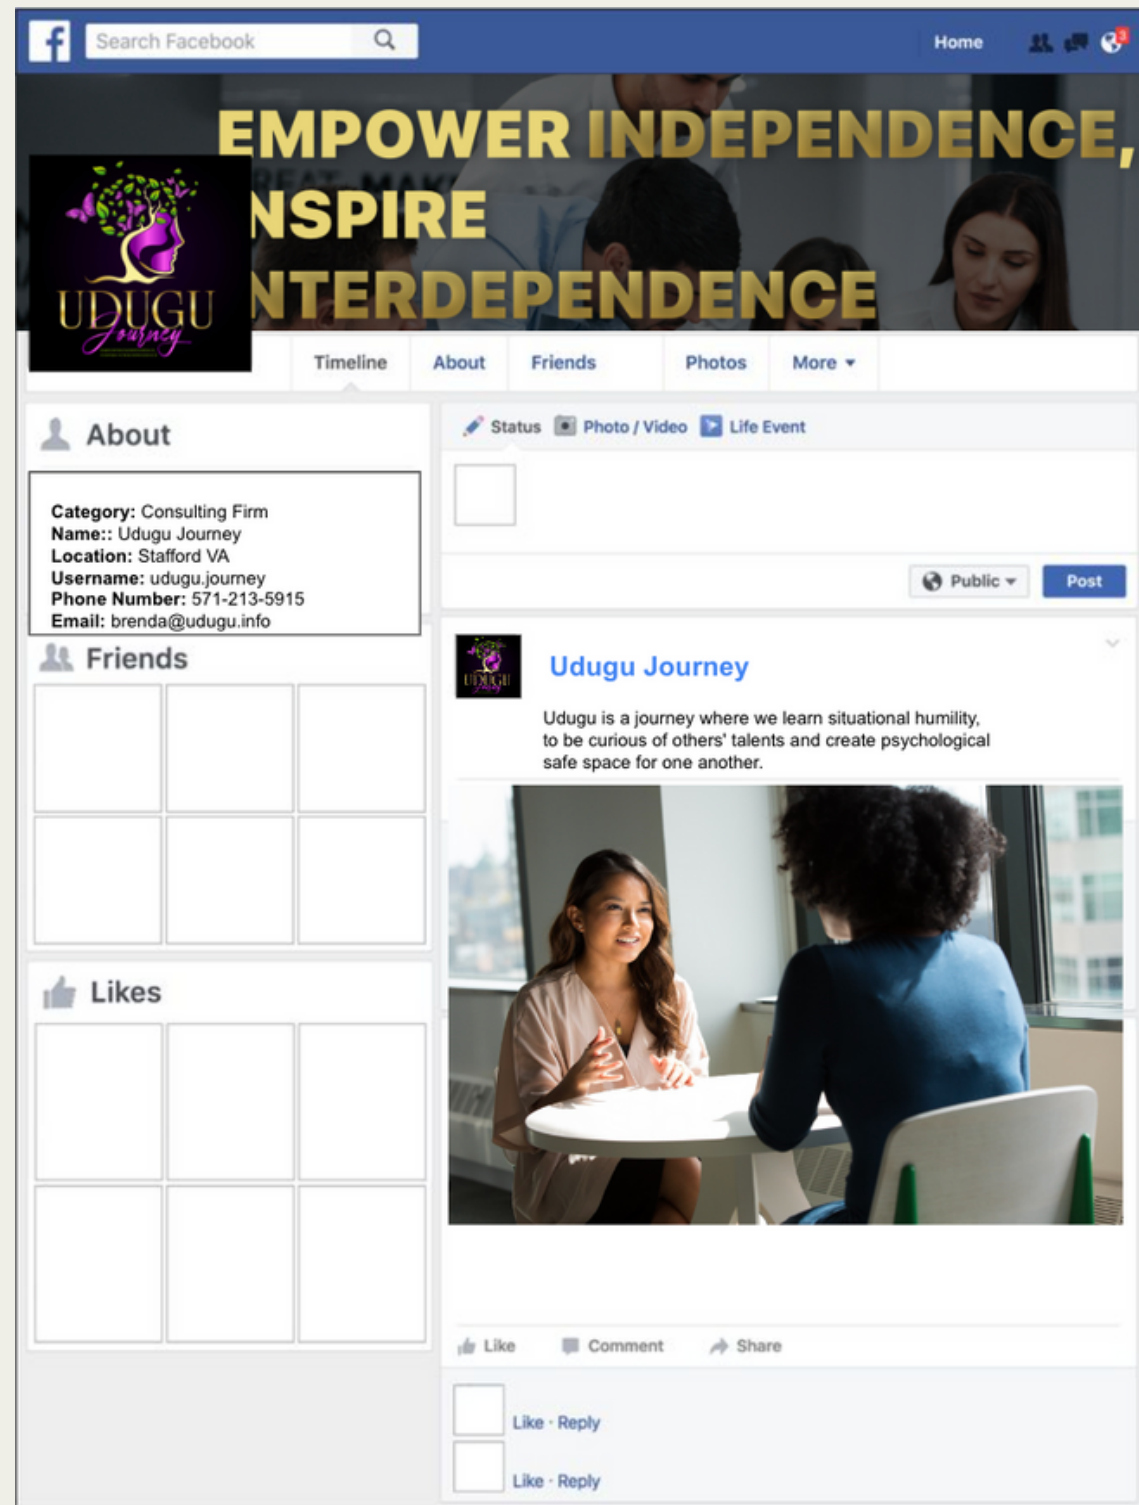 f
Search Facebook
Home
3
EMPOWER INDEPENDENCE,
NSPIRE
NTERDEPENDENCE
UDUGU
Journey
Timeline
About
Friends
Photos
More
About
Category: Consulting Firm
Name:: Udugu Journey
Location: Stafford VA
Username: udugu.journey
Phone Number: 571-213-5915
Email: brenda@udugu.info
Friends
Likes
Status
Photo / Video
Life Event
Public
Post
UDUGU
Journey
Udugu Journey
Udugu is a journey where we learn situational humility,
to be curious of others' talents and create psychological
safe space for one another.
Like
Comment
Share
Like · Reply
Like · Reply